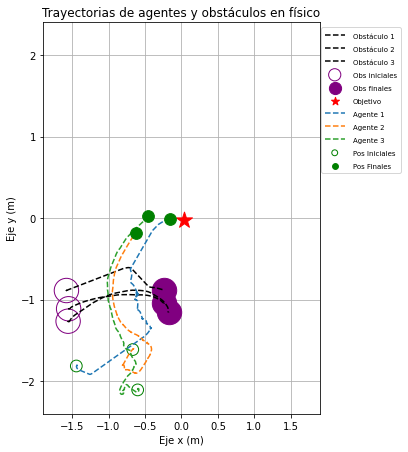 Trayectorias de agentes y obstáculos en físico
Obstáculo 1
Obstáculo 2
Obstáculo 3
Obs iniciales
Obs finales
Objetivo
Agente 1
Agente 2
Agente 3
Pos Iniciales
Pos Finales
2
1
0
−1
−2
Eje y (m)
−1.5 −1.0 −0.5 0.0 0.5 1.0 1.5
Eje x (m)